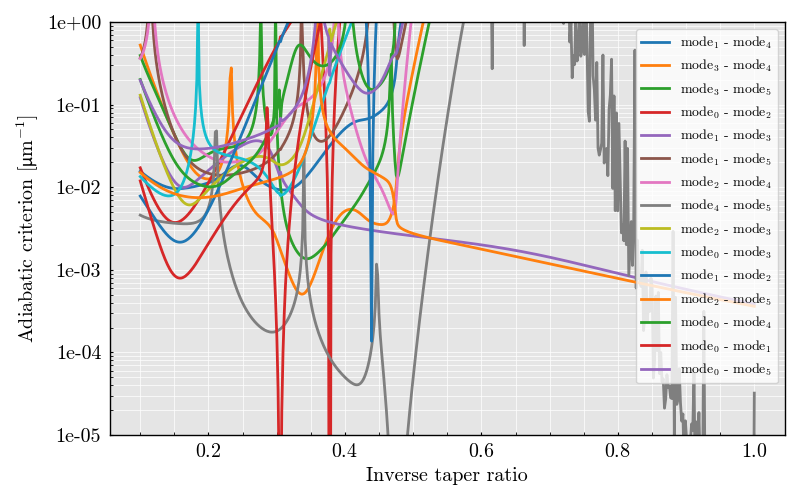 1e+00
1e-01
1e-02
1e-03
1e-04
1e-05
Adiabatic criterion [µm⁻¹]
0.2 0.4 0.6 0.8 1.0
Inverse taper ratio
mode₁ - mode₄
mode₃ - mode₄
mode₃ - mode₅
mode₀ - mode₂
mode₁ - mode₃
mode₁ - mode₅
mode₂ - mode₄
mode₄ - mode₅
mode₂ - mode₃
mode₀ - mode₃
mode₁ - mode₂
mode₂ - mode₅
mode₀ - mode₄
mode₀ - mode₁
mode₀ - mode₅